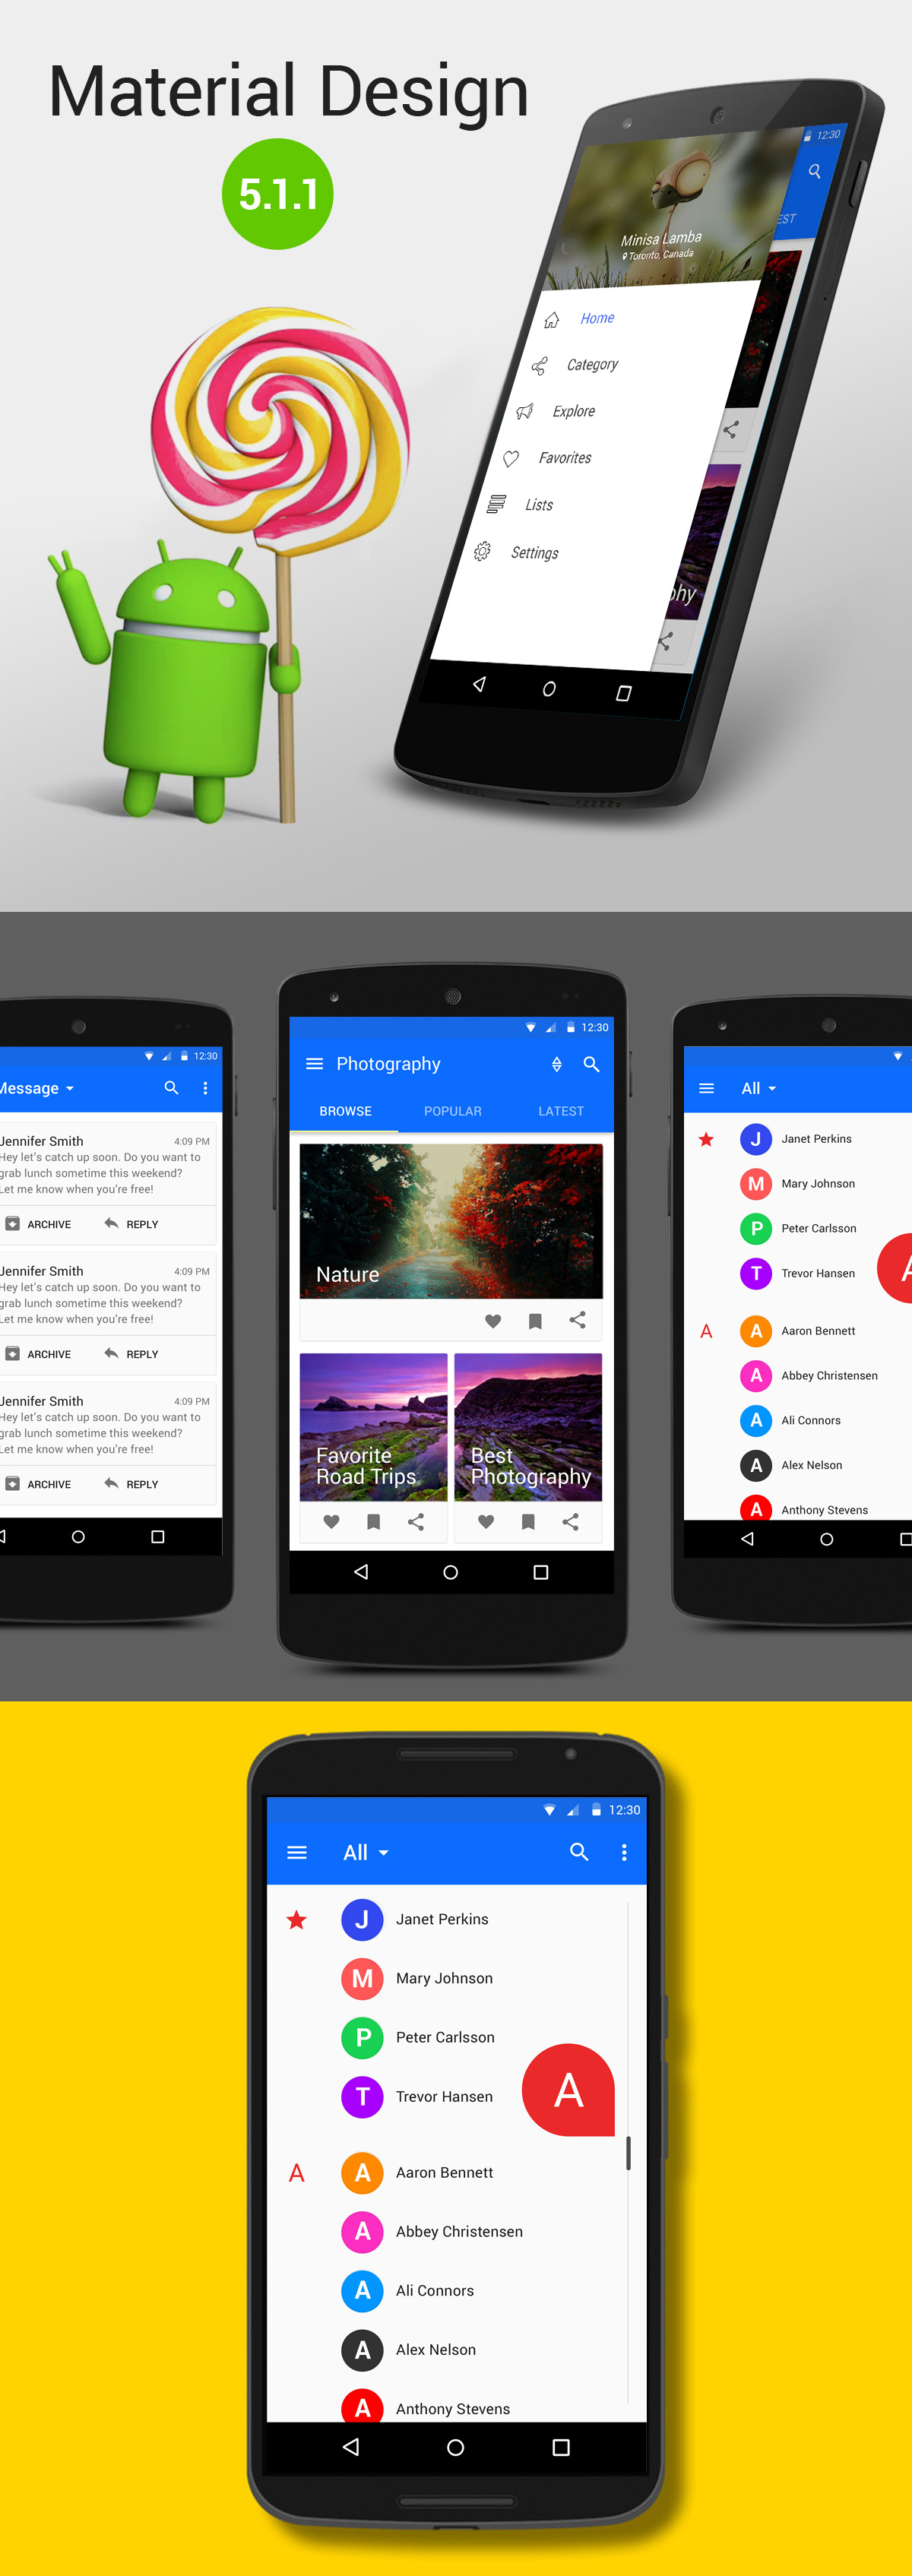 Material Design
5.1.1
12:30
EST
Minisa Lamba
Toronto, Canada
Home
Category
Explore
Favorites
Lists
Settings
phy
12:30
Message
Jennifer Smith 4:09 PM
Hey let's catch up soon. Do you want to
grab lunch sometime this weekend?
Let me know when you're free!
ARCHIVE REPLY
Jennifer Smith 4:09 PM
Hey let's catch up soon. Do you want to
grab lunch sometime this weekend?
Let me know when you're free!
ARCHIVE REPLY
Jennifer Smith 4:09 PM
Hey let's catch up soon. Do you want to
grab lunch sometime this weekend?
Let me know when you're free!
ARCHIVE REPLY
12:30
Photography
BROWSE POPULAR LATEST
Nature
Favorite
Road Trips
Best
Photography
All
J Janet Perkins
M Mary Johnson
P Peter Carlsson
T Trevor Hansen
A
A A Aaron Bennett
A Abbey Christensen
A Ali Connors
A Alex Nelson
A Anthony Stevens
12:30
All
J Janet Perkins
M Mary Johnson
P Peter Carlsson
T Trevor Hansen
A
A A Aaron Bennett
A Abbey Christensen
A Ali Connors
A Alex Nelson
A Anthony Stevens